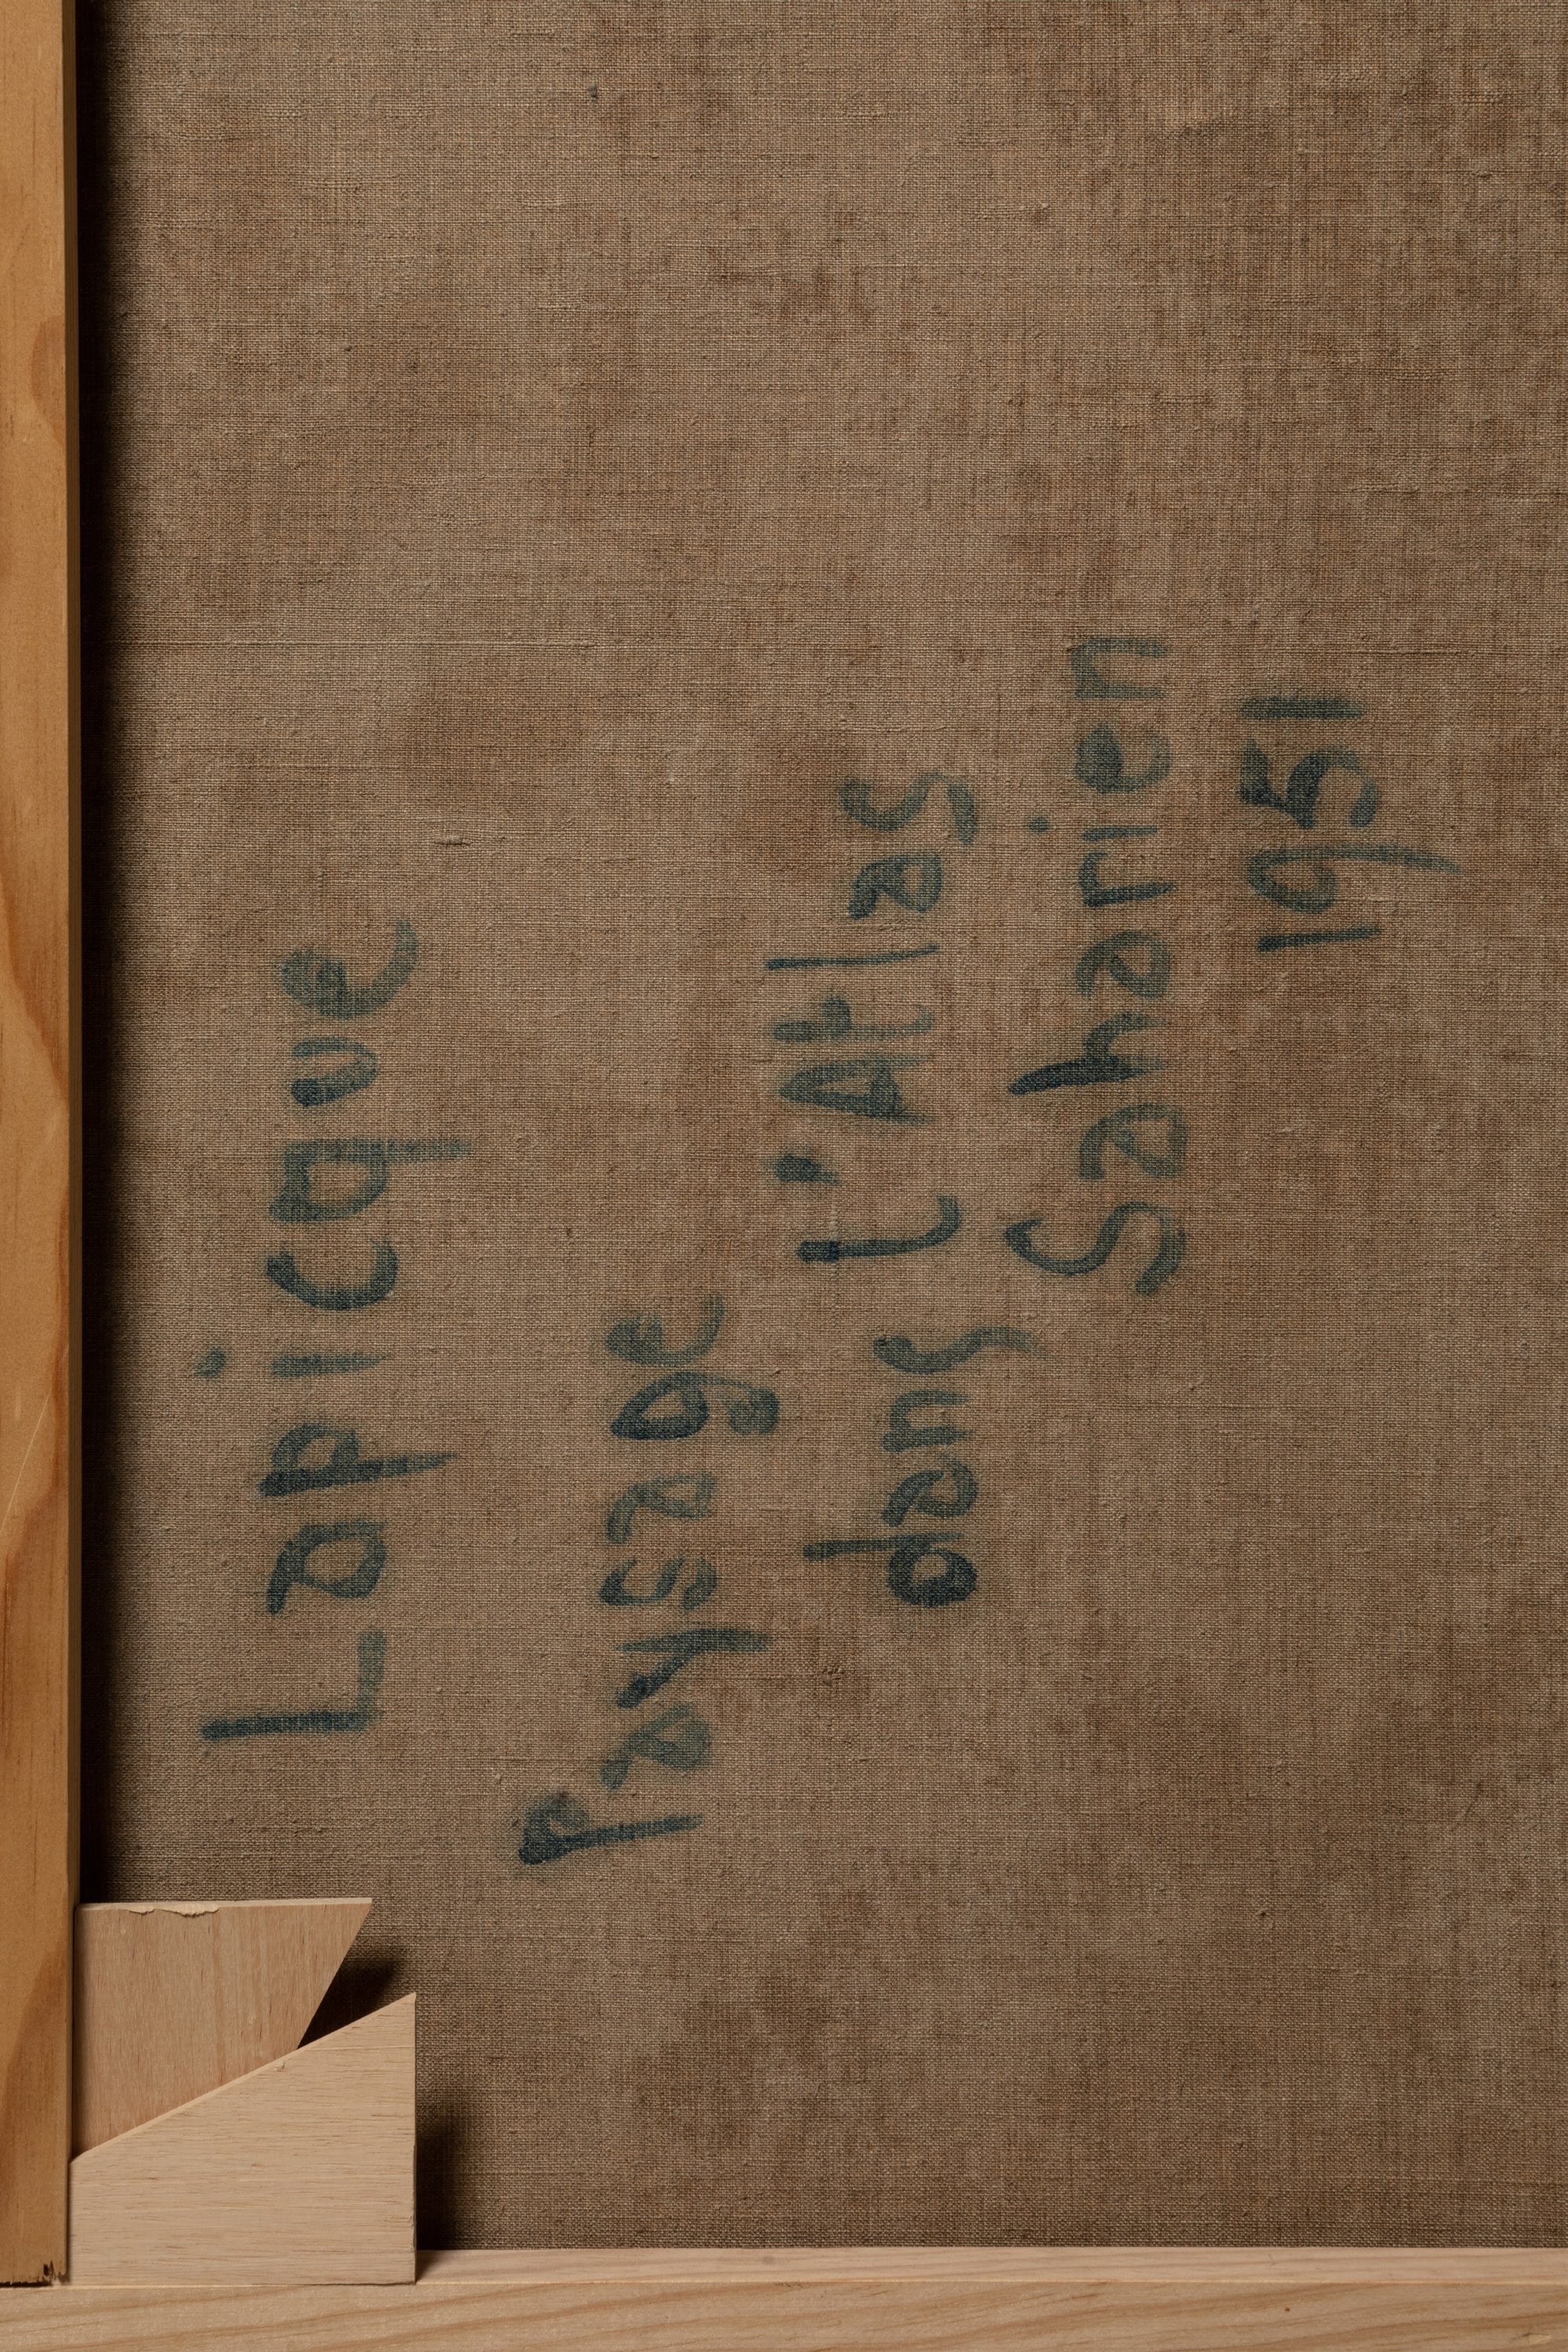 Lapicque
Paysage
dans L'Atlas
Saharien
1951